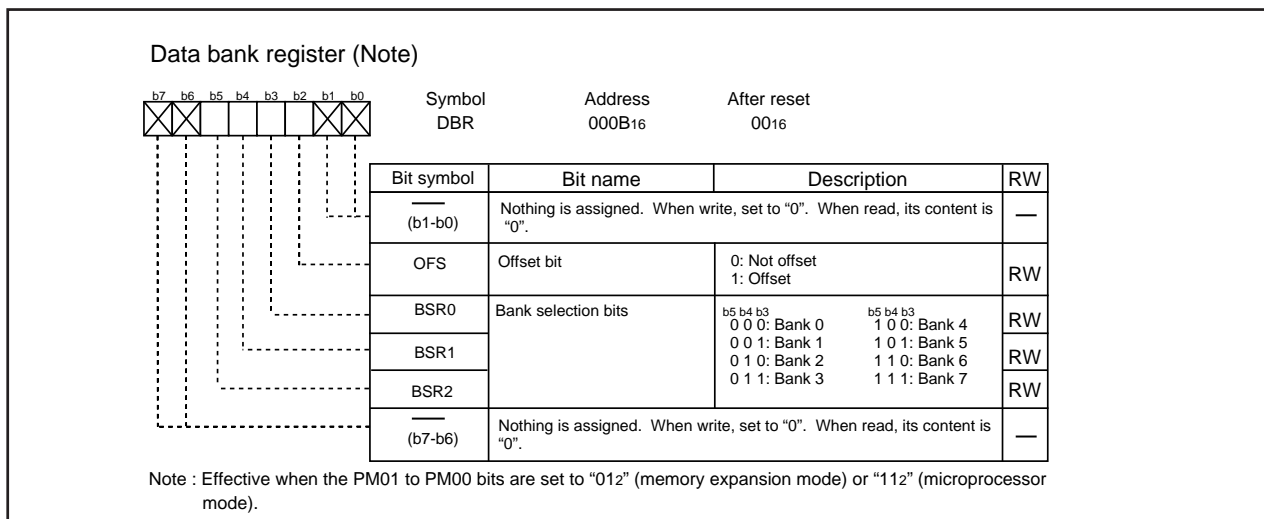 Data bank register (Note)
b7 b6 b5 b4 b3 b2 b1 b0
Symbol Address After reset
DBR 000B16 0016
Bit symbol Bit name Description RW
— (b1-b0) Nothing is assigned. When write, set to “0”. When read, its content is —
“0”.
OFS Offset bit 0: Not offset RW
1: Offset
BSR0 Bank selection bits b5 b4 b3 b5 b4 b3 RW
0 0 0: Bank 0 1 0 0: Bank 4
BSR1 0 0 1: Bank 1 1 0 1: Bank 5 RW
0 1 0: Bank 2 1 1 0: Bank 6
BSR2 0 1 1: Bank 3 1 1 1: Bank 7 RW
— (b7-b6) Nothing is assigned. When write, set to “0”. When read, its content is —
“0”.
Note : Effective when the PM01 to PM00 bits are set to “012” (memory expansion mode) or “112” (microprocessor
mode).